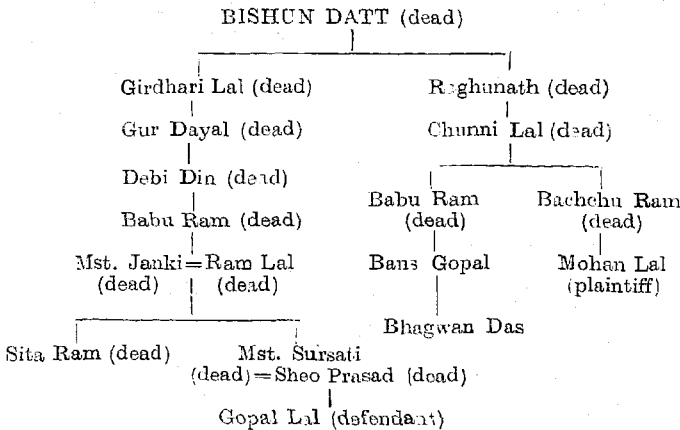 BISHUN DATT (dead)
Girdhari Lal (dead) Raghunath (dead)
Gur Dayal (dead) Chunni Lal (dead)
Debi Din (dead)
Babu Ram (dead) Babu Ram (dead) Bachchu Ram (dead)
Mst. Janki = Ram Lal (dead) (dead) Bans Gopal Mohan Lal (plaintiff)
Bhagwan Das
Sita Ram (dead) Mst. Sursati
(dead) = Sheo Prasad (dead)
Gopal Lal (defendant)